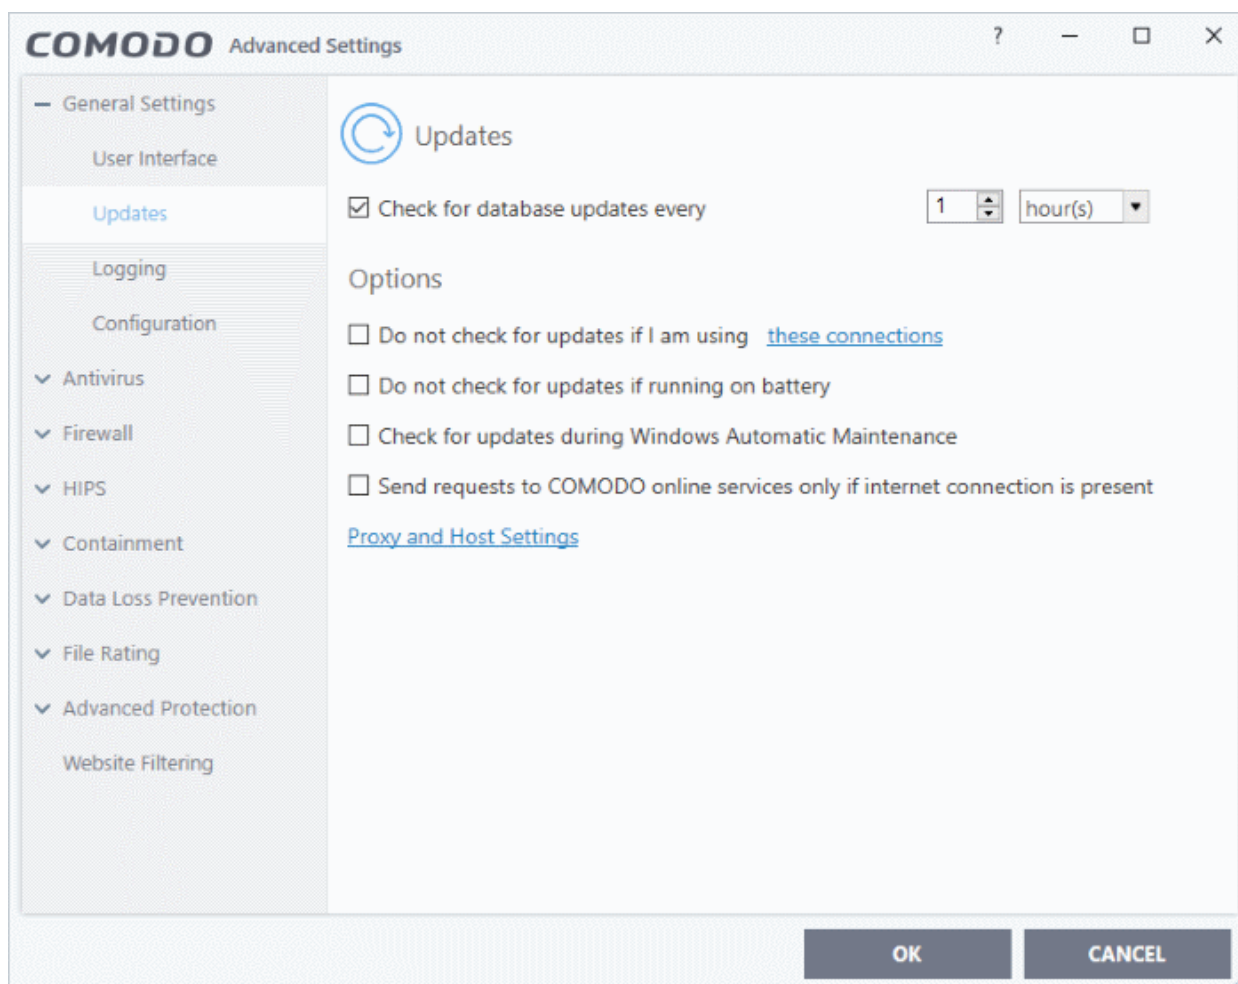 COMODO Advanced Settings ?
General Settings
User Interface
Updates
Logging
Configuration
Antivirus
Firewall
HIPS
Containment
Data Loss Prevention
File Rating
Advanced Protection
Website Filtering
Updates
Check for database updates every 1 hour(s)
Options
Do not check for updates if I am using these connections
Do not check for updates if running on battery
Check for updates during Windows Automatic Maintenance
Send requests to COMODO online services only if internet connection is present
Proxy and Host Settings
OK CANCEL